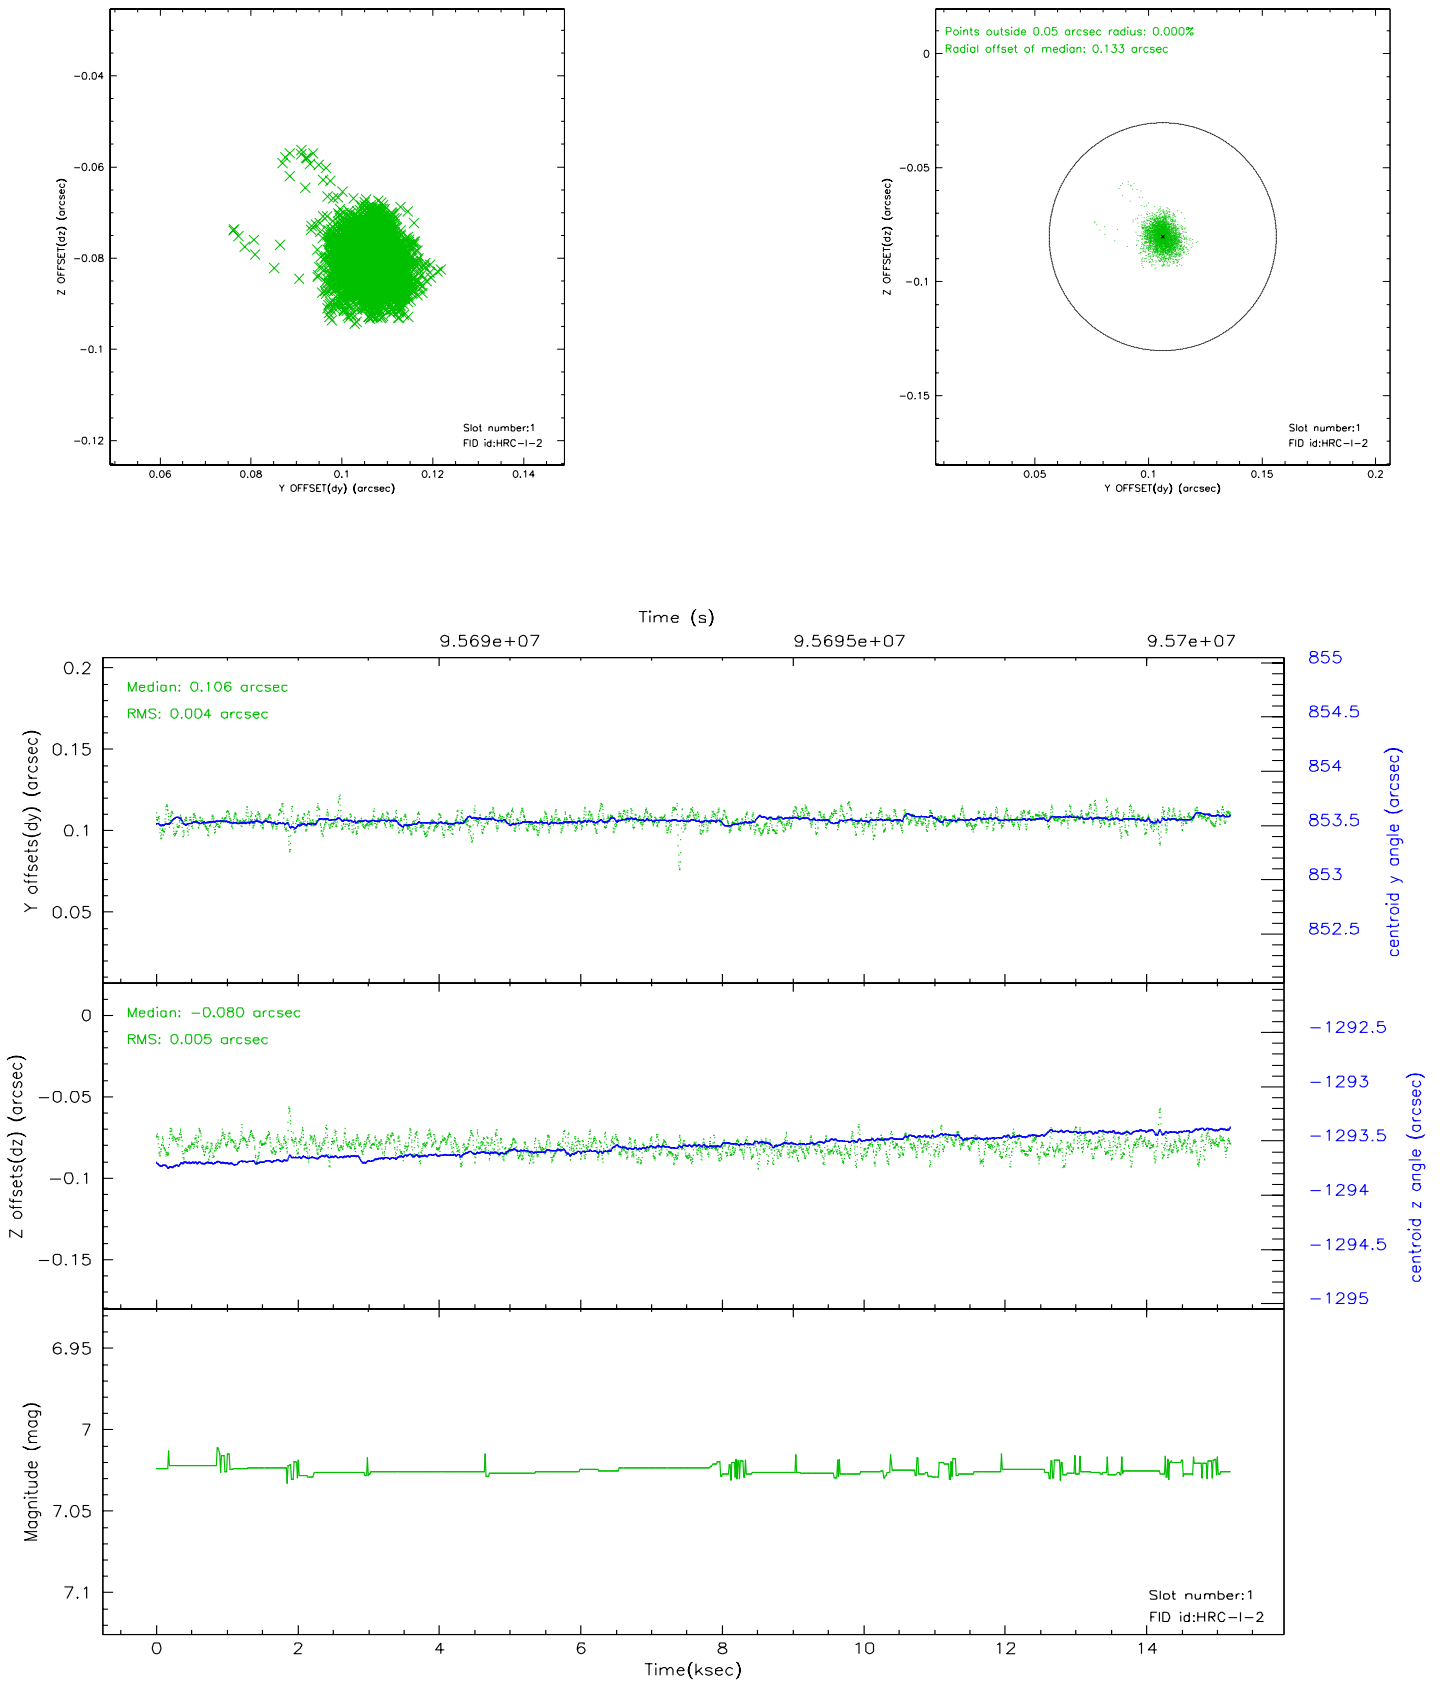 −0.04
−0.06
−0.08
−0.1
−0.12
Z OFFSET(dz) (arcsec)
0.06
0.08
0.1
0.12
0.14
Y OFFSET(dy) (arcsec)
Slot number:1
FID id:HRC−I−2
Points outside 0.05 arcsec radius: 0.000%
Radial offset of median: 0.133 arcsec
0
−0.05
−0.1
−0.15
Z OFFSET(dz) (arcsec)
0.05
0.1
0.15
0.2
Y OFFSET(dy) (arcsec)
Slot number:1
FID id:HRC−I−2
Time (s)
9.569e+07
9.5695e+07
9.57e+07
Median: 0.106 arcsec
RMS: 0.004 arcsec
0.2
0.15
0.1
0.05
Y offsets(dy) (arcsec)
855
854.5
854
853.5
853
852.5
centroid y angle (arcsec)
Median: −0.080 arcsec
RMS: 0.005 arcsec
0
−0.05
−0.1
−0.15
Z offsets(dz) (arcsec)
−1292.5
−1293
−1293.5
−1294
−1294.5
−1295
centroid z angle (arcsec)
6.95
7
7.05
7.1
Magnitude (mag)
Slot number:1
FID id:HRC−I−2
0
2
4
6
8
10
12
14
Time(ksec)